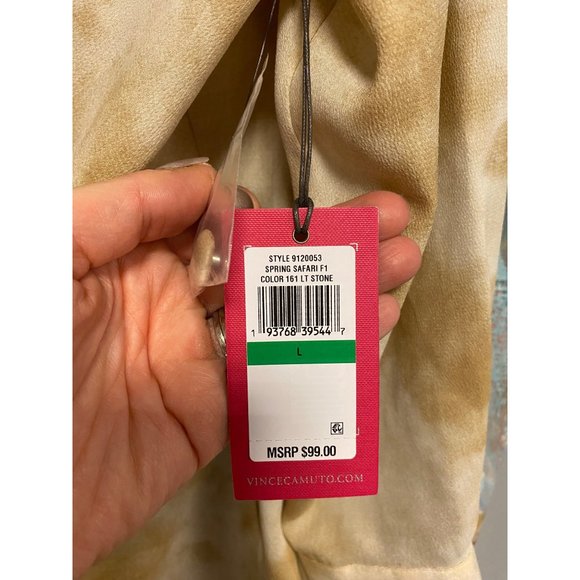 STYLE 9120053
SPRING SAFARI F1
COLOR 161 LT STONE
1 93768 39544 7
L
MSRP $99.00
VINCECAMUTO.COM